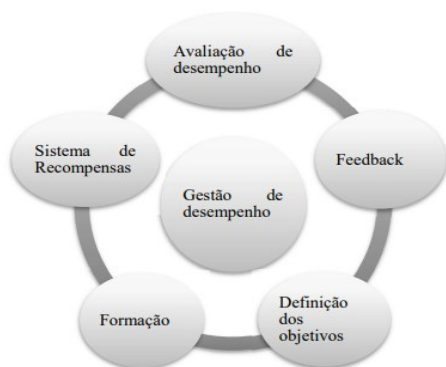 Avaliação de
desempenho
Sistema de
Recompensas
Feedback
Gestão de
desempenho
Formação
Definição
dos
objetivos